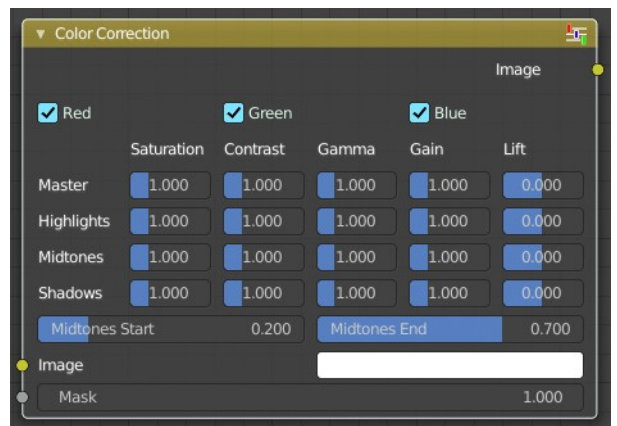 Color Correction
Image
Red Green Blue
Saturation Contrast Gamma Gain Lift
Master 1.000 1.000 1.000 1.000 0.000
Highlights 1.000 1.000 1.000 1.000 0.000
Midtones 1.000 1.000 1.000 1.000 0.000
Shadows 1.000 1.000 1.000 1.000 0.000
Midtones Start 0.200 Midtones End 0.700
Image
Mask 1.000